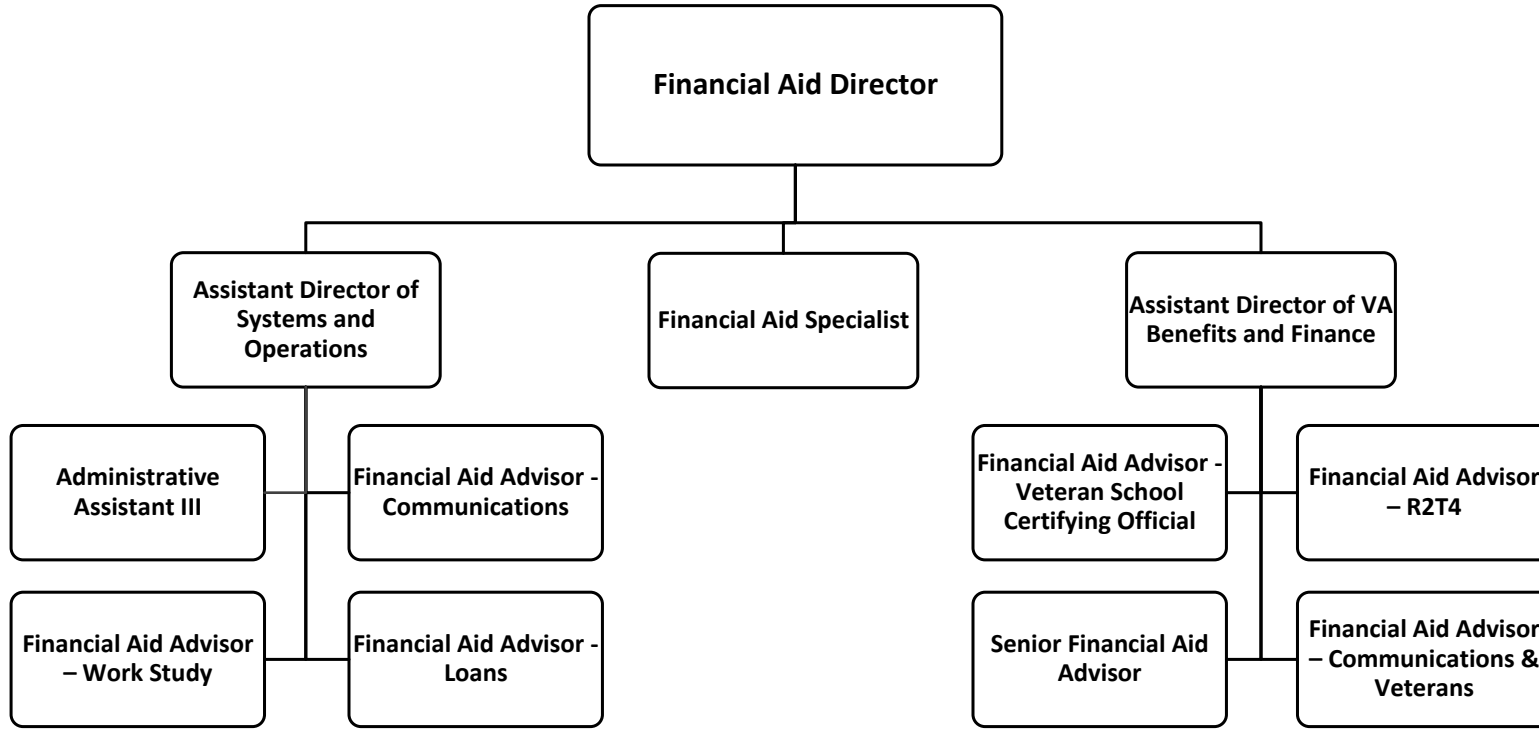 Financial Aid Director
Assistant Director of
Systems and
Operations
Financial Aid Specialist
Assistant Director of VA
Benefits and Finance
Administrative
Assistant III
Financial Aid Advisor -
Communications
Financial Aid Advisor -
Veteran School
Certifying Official
Financial Aid Advisor
– R2T4
Financial Aid Advisor
– Work Study
Financial Aid Advisor -
Loans
Senior Financial Aid
Advisor
Financial Aid Advisor
– Communications &
Veterans